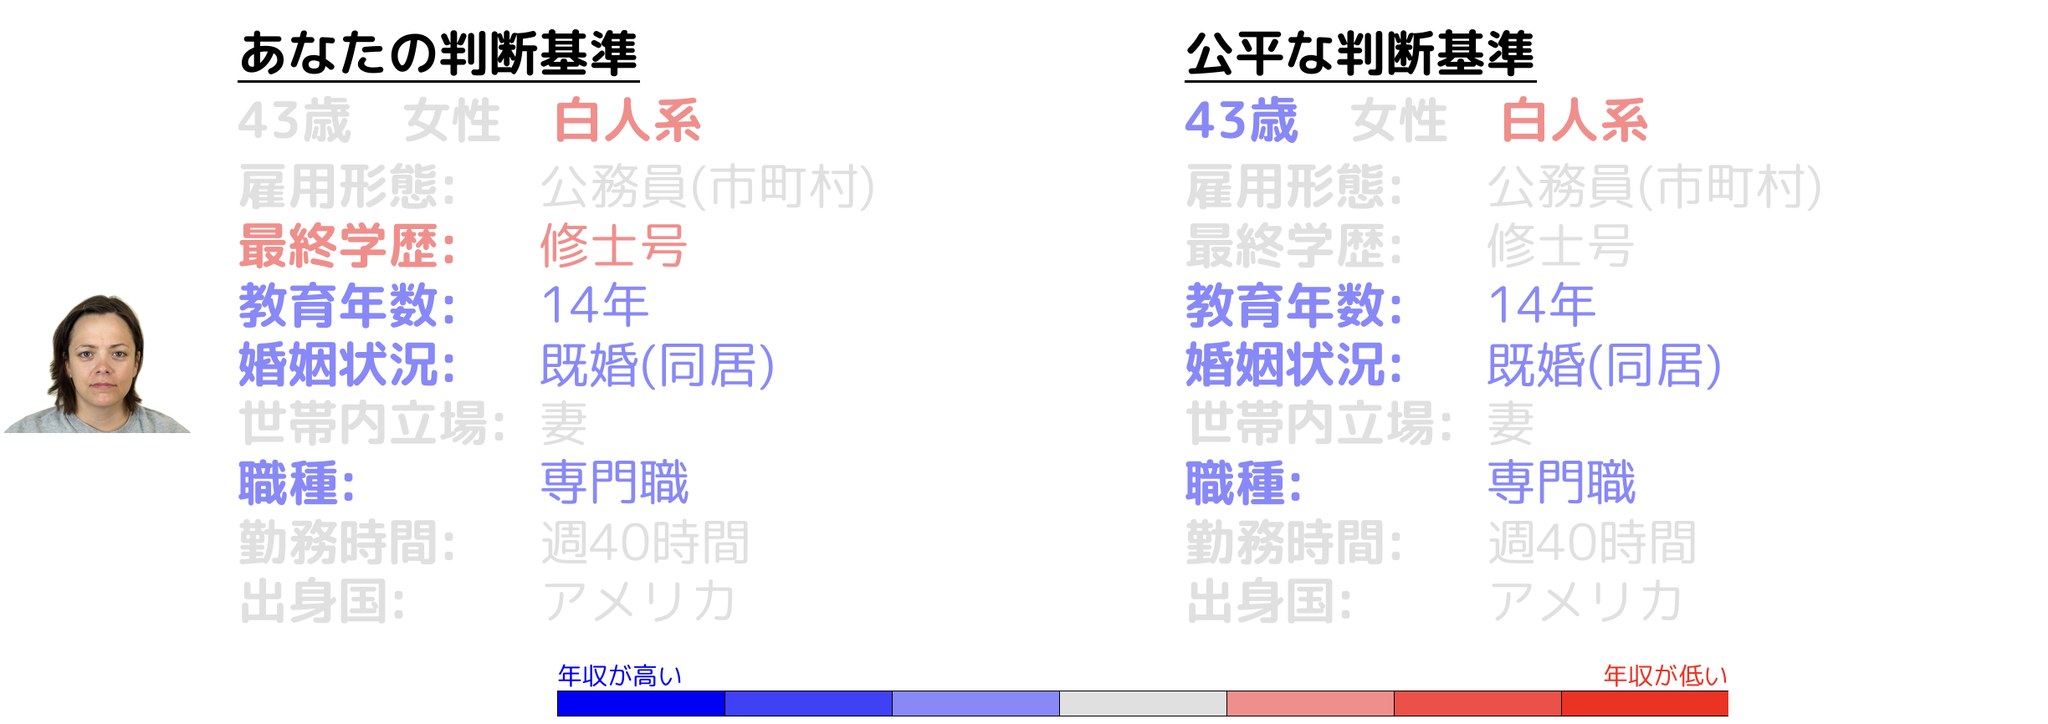 あなたの判断基準
43歳 女性 白人系
雇用形態: 公務員(市町村)
最終学歴: 修士号
教育年数: 14年
婚姻状況: 既婚(同居)
世帯内立場: 妻
職種: 専門職
勤務時間: 週40時間
出身国: アメリカ
公平な判断基準
43歳 女性 白人系
雇用形態: 公務員(市町村)
最終学歴: 修士号
教育年数: 14年
婚姻状況: 既婚(同居)
世帯内立場: 妻
職種: 専門職
勤務時間: 週40時間
出身国: アメリカ
年収が高い
年収が低い